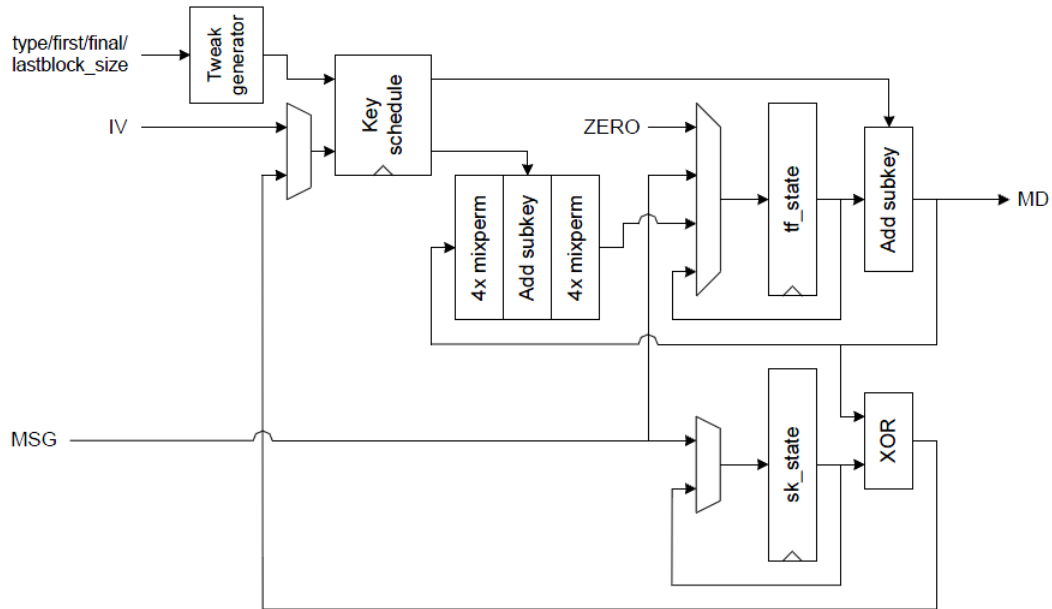 type/first/final/
lastblock_size
Tweak
generator
IV
Key
schedule
ZERO
4x mixperm
Add subkey
4x mixperm
tf_state
Add subkey
MD
MSG
sk_state
XOR